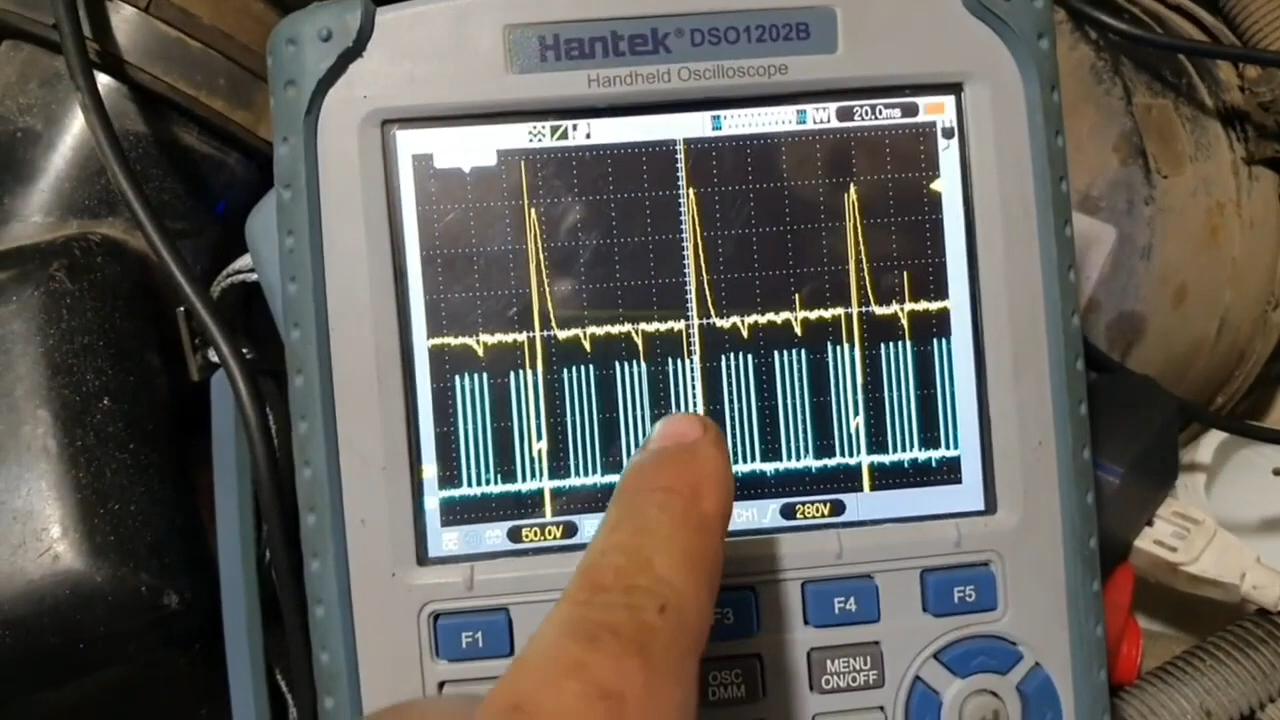 Hantek® DSO1202B
Handheld Oscilloscope
W 20.0ms
50.0V
CH1 280V
F1
F3
F4
F5
OSC
DMM
MENU
ON/OFF